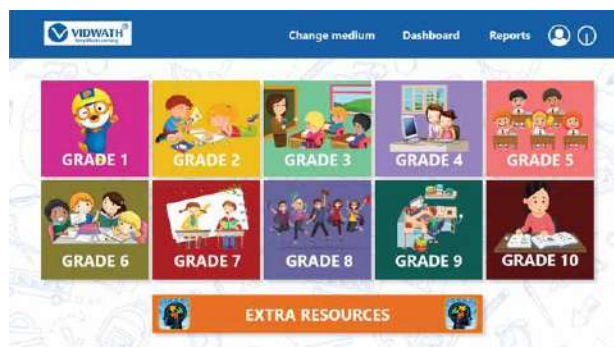 VIDWATH®
Change medium
Dashboard
Reports
GRADE 1
GRADE 2
GRADE 3
GRADE 4
GRADE 5
GRADE 6
GRADE 7
GRADE 8
GRADE 9
GRADE 10
EXTRA RESOURCES